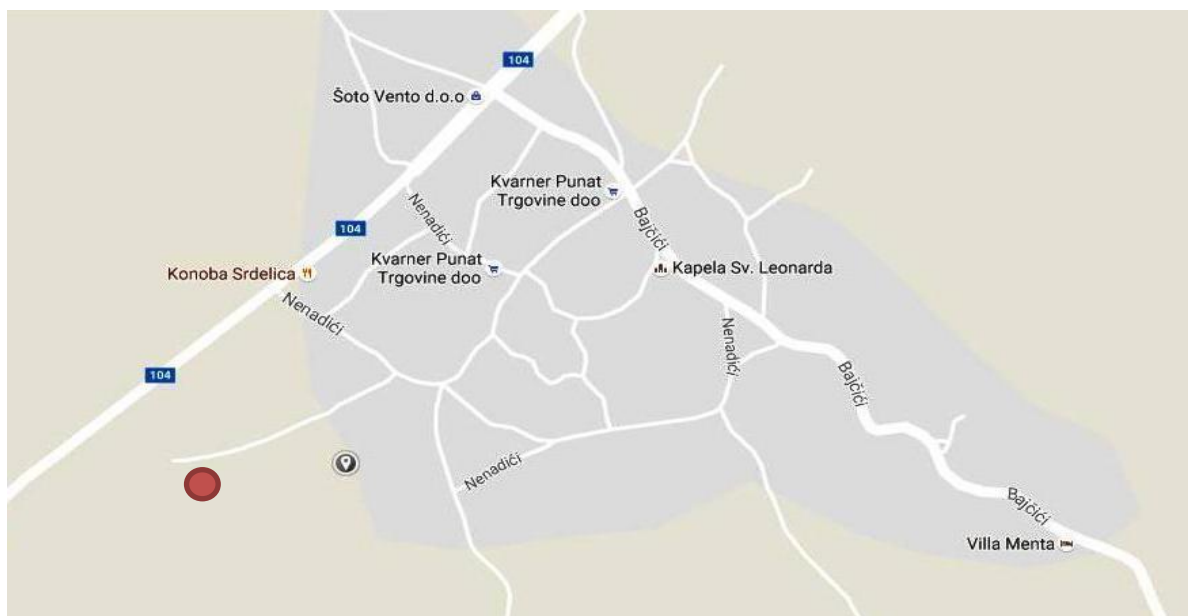 104
Šoto Vento d.o.o
Kvarner Punat
Trgovine doo
Nenadići
Bajčići
104
Kvarner Punat
Trgovine doo
Kapela Sv. Leonarda
Konoba Srdelica
Nenadići
Nenadići
104
Bajčići
Nenadići
Bajčići
Villa Menta